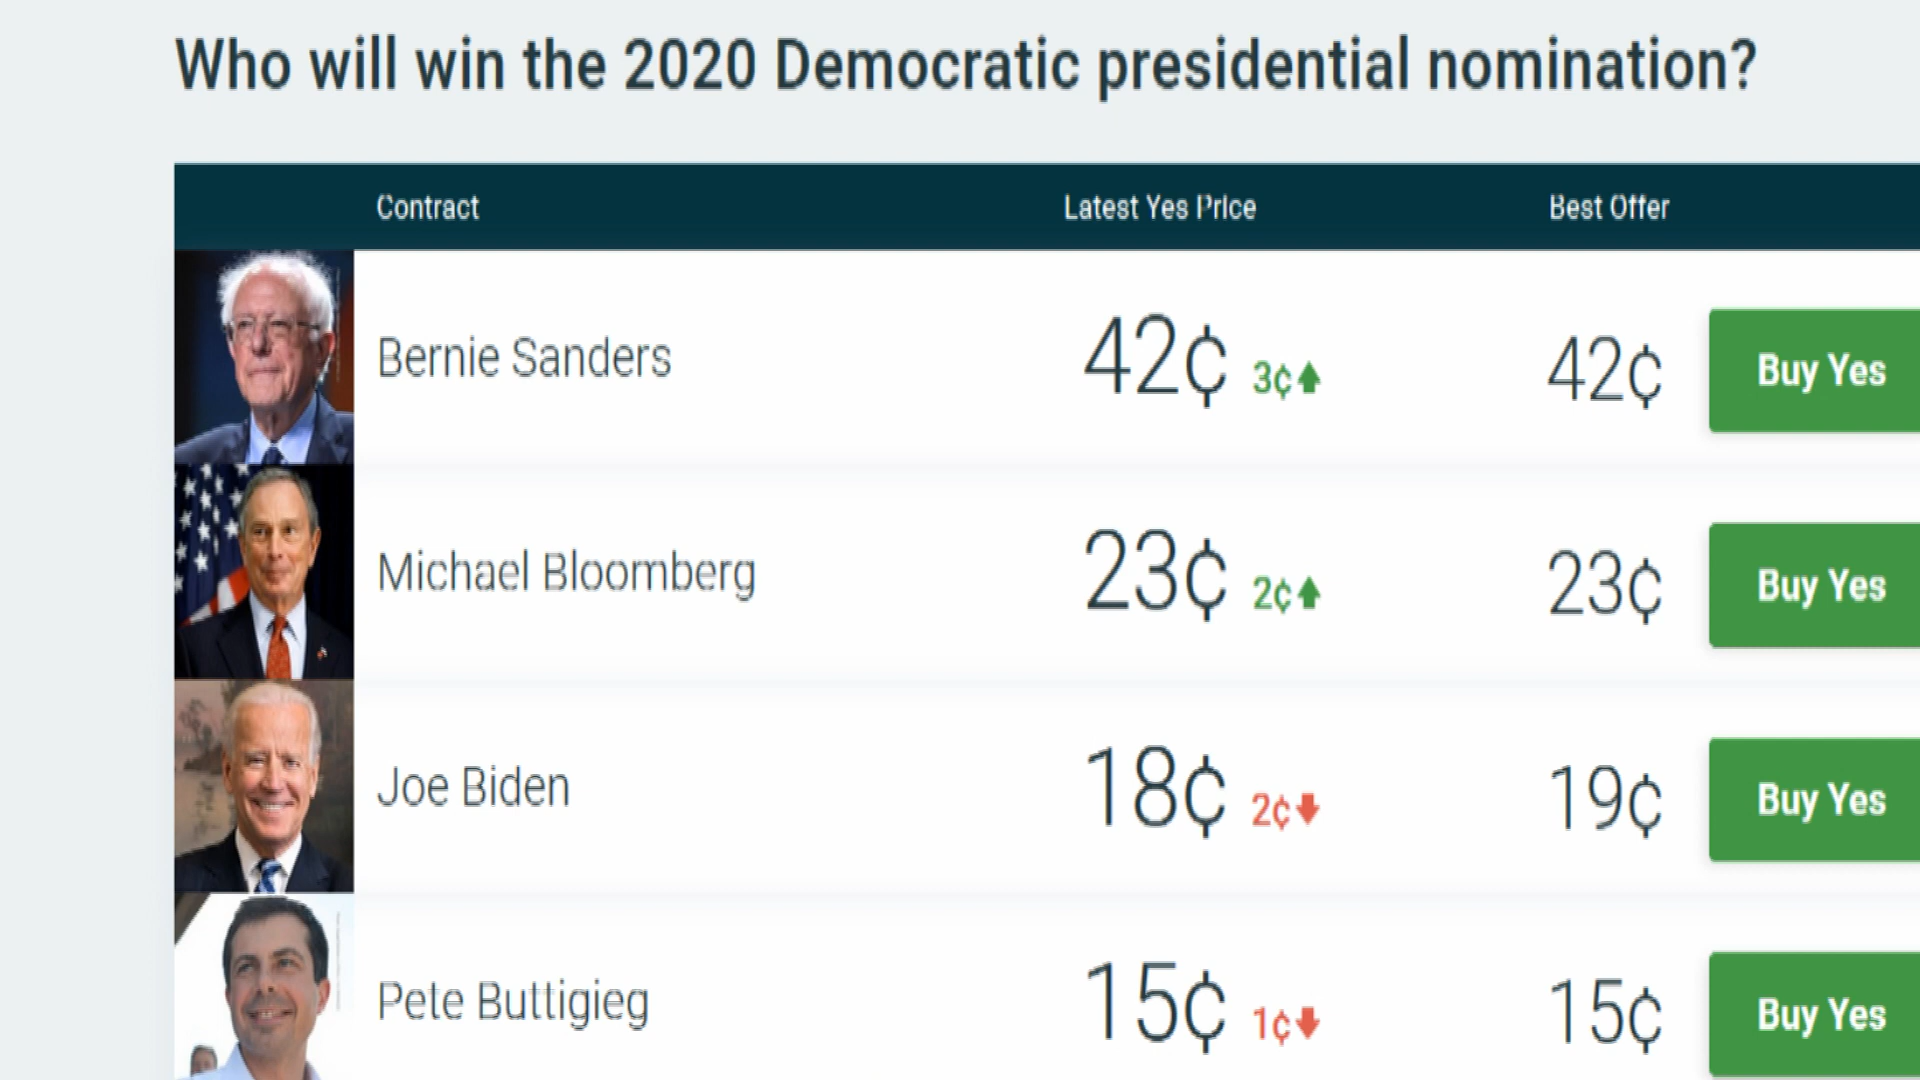 Who will win the 2020 Democratic presidential nomination?
Contract Latest Yes Price Best Offer
Bernie Sanders 42¢ 3¢ 42¢ Buy Yes
Michael Bloomberg 23¢ 2¢ 23¢ Buy Yes
Joe Biden 18¢ 2¢ 19¢ Buy Yes
Pete Buttigieg 15¢ 1¢ 15¢ Buy Yes